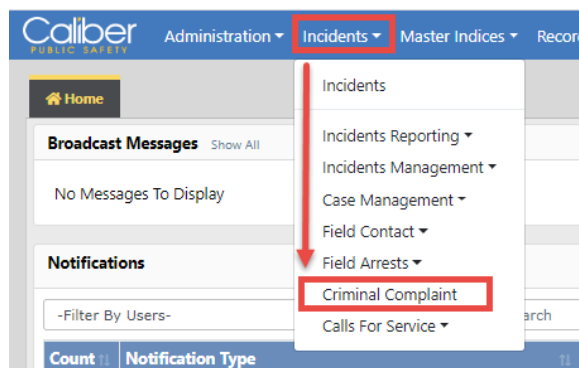 Caliber
PUBLIC SAFETY
Administration Incidents Master Indices
Home
Broadcast Messages Show All
No Messages To Display
Notifications
-Filter By Users-
Count Notification Type
Incidents
Incidents Reporting
Incidents Management
Case Management
Field Contact
Field Arrests
Criminal Complaint
Calls For Service